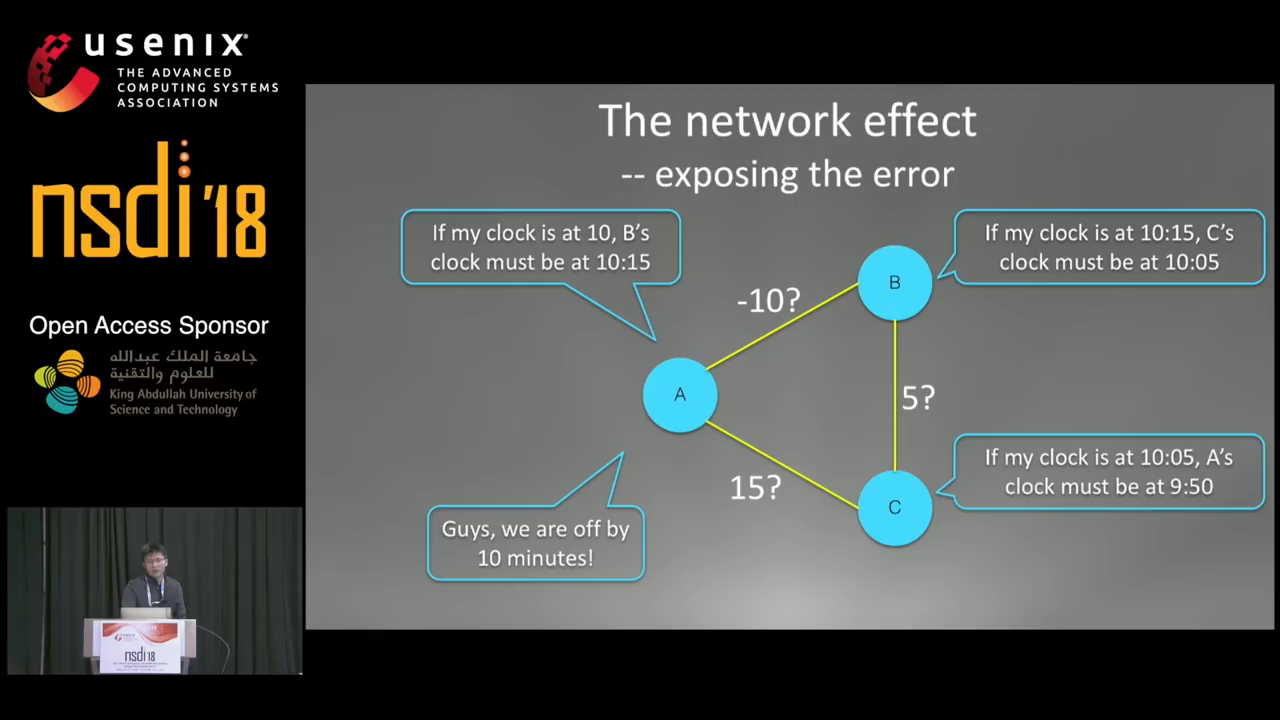 usenix
THE ADVANCED
COMPUTING SYSTEMS
ASSOCIATION
nsdi '18
Open Access Sponsor
جامعة الملك عبدالله
للعلوم والتقنية
King Abdullah University of
Science and Technology
The network effect
-- exposing the error
If my clock is at 10, B's
clock must be at 10:15
If my clock is at 10:15, C's
clock must be at 10:05
B
-10?
A
5?
15?
If my clock is at 10:05, A's
clock must be at 9:50
C
Guys, we are off by
10 minutes!
usenix
nsdi'18